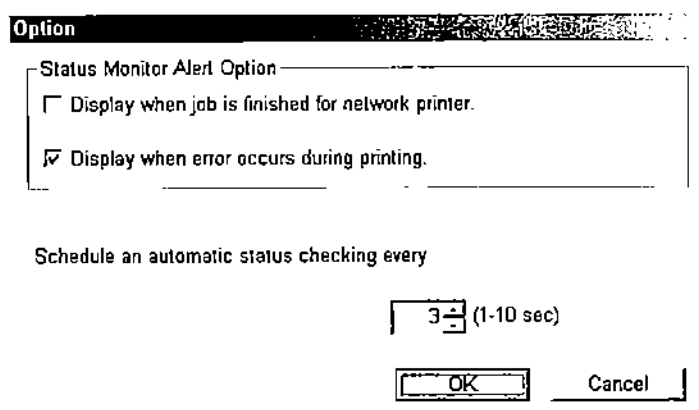 Option
Status Monitor Alert Option
Display when job is finished for network printer.
Display when error occurs during printing.
Schedule an automatic status checking every
3 (1-10 sec)
OK Cancel